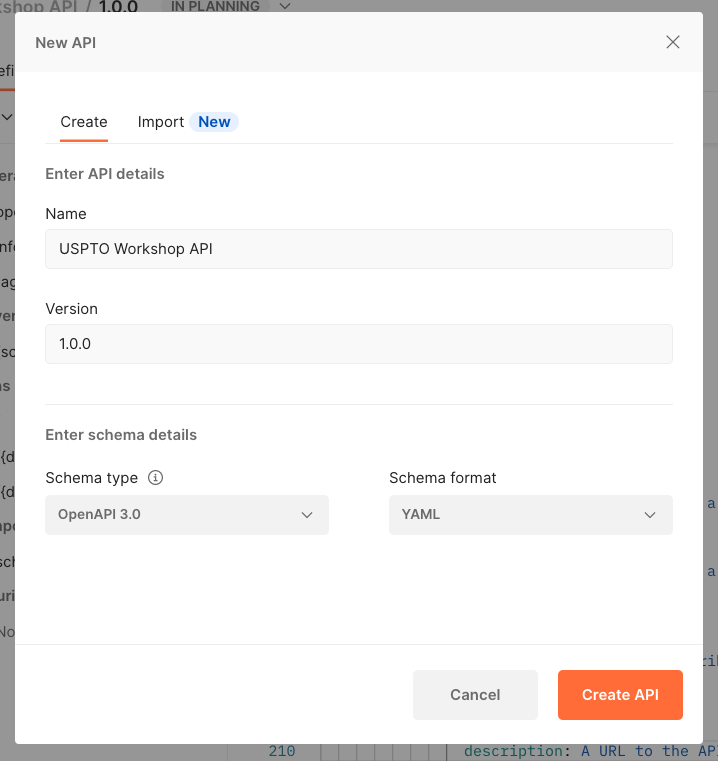 kshop API / 1.0.0 IN PLANNING
New API
Create Import New
Enter API details
Name
USPTO Workshop API
Version
1.0.0
Enter schema details
Schema type Schema format
OpenAPI 3.0 YAML
Cancel Create API
210 description: A URL to the AP